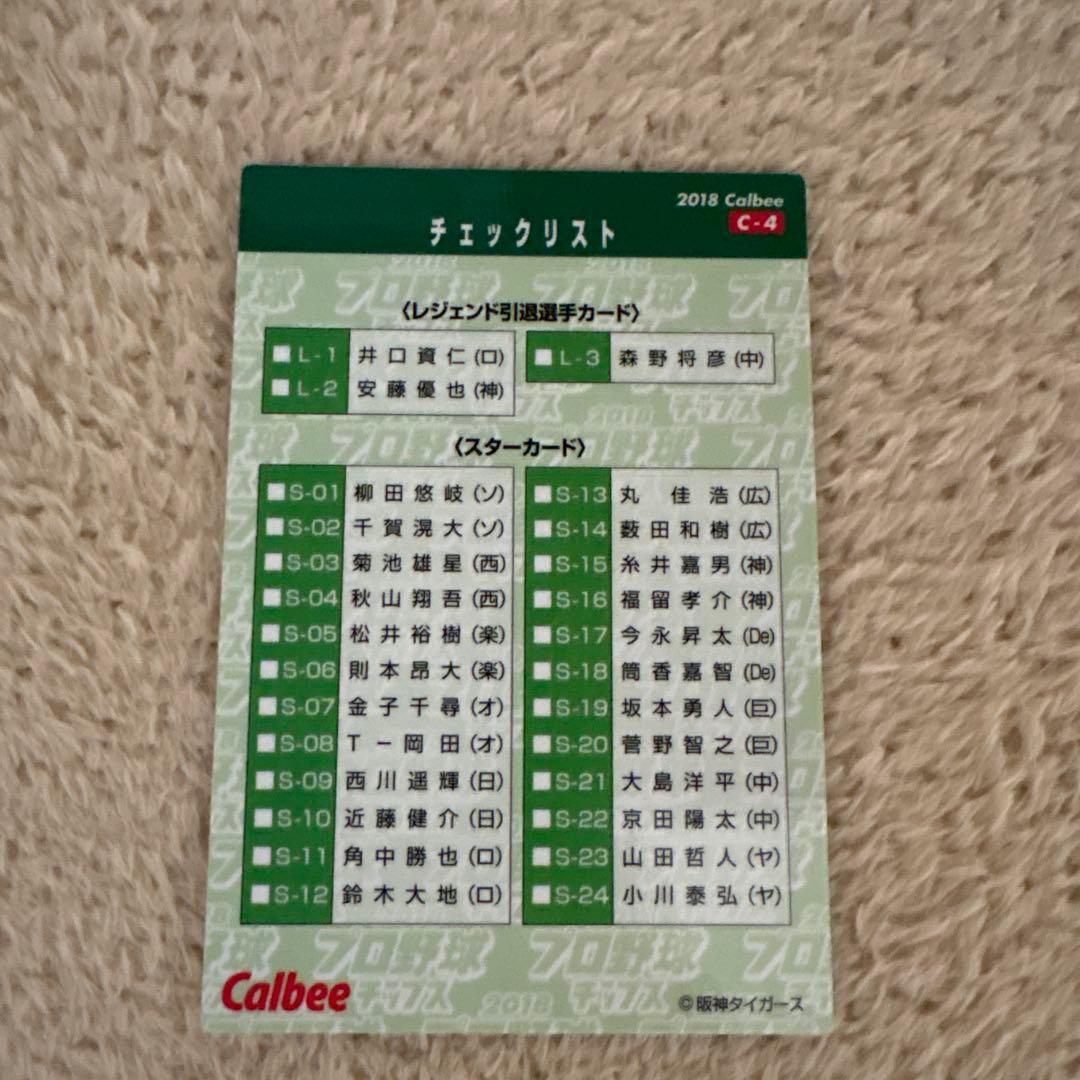 2018 Calbee
C-4
チェックリスト
〈レジェンド引退選手カード〉
L-1 井口資仁(ロ)
L-2 安藤優也(神)
L-3 森野将彦(中)
〈スターカード〉
S-01 柳田悠岐(ソ)
S-02 千賀滉大(ソ)
S-03 菊池雄星(西)
S-04 秋山翔吾(西)
S-05 松井裕樹(楽)
S-06 則本昂大(楽)
S-07 金子千尋(オ)
S-08 T-岡田(オ)
S-09 西川遥輝(日)
S-10 近藤健介(日)
S-11 角中勝也(ロ)
S-12 鈴木大地(ロ)
S-13 丸 佳浩(広)
S-14 薮田和樹(広)
S-15 糸井嘉男(神)
S-16 福留孝介(神)
S-17 今永昇太(De)
S-18 筒香嘉智(De)
S-19 坂本勇人(巨)
S-20 菅野智之(巨)
S-21 大島洋平(中)
S-22 京田陽太(中)
S-23 山田哲人(ヤ)
S-24 小川泰弘(ヤ)
プロ野球チップス 2018
Calbee
©阪神タイガース